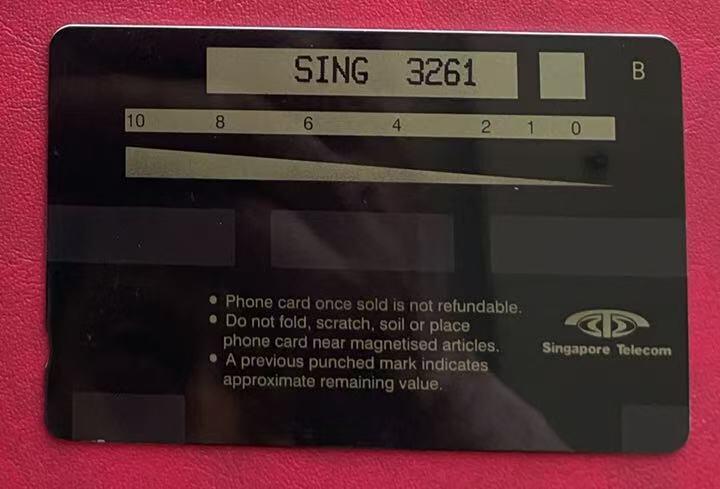 SING 3261
B
10 8 6 4 2 1 0
• Phone card once sold is not refundable.
• Do not fold, scratch, soil or place
phone card near magnetised articles.
• A previous punched mark indicates
approximate remaining value.
Singapore Telecom